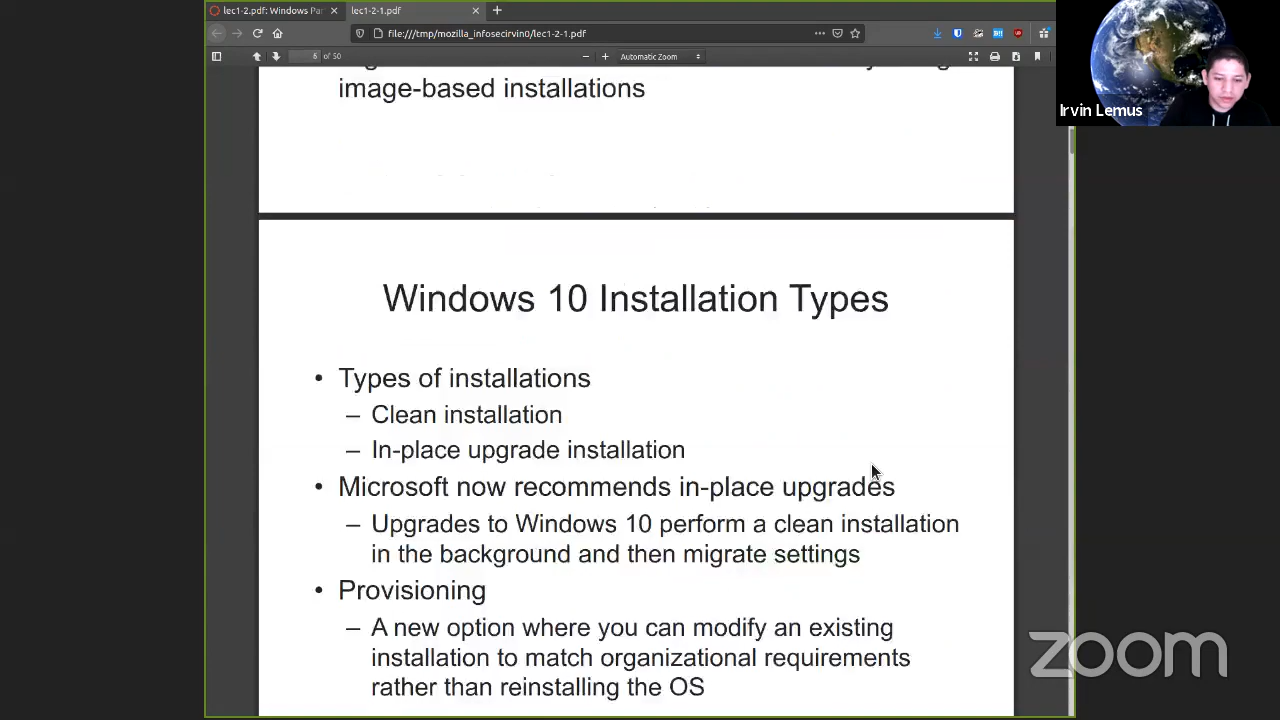 lec1-2.pdf: Windows Par
lec1-2-1.pdf
file:///tmp/mozilla_infosecirvin0/lec1-2-1.pdf
of 50
Automatic Zoom
image-based installations
Irvin Lemus
Windows 10 Installation Types
• Types of installations
– Clean installation
– In-place upgrade installation
• Microsoft now recommends in-place upgrades
– Upgrades to Windows 10 perform a clean installation
in the background and then migrate settings
• Provisioning
– A new option where you can modify an existing
installation to match organizational requirements
rather than reinstalling the OS
zoom